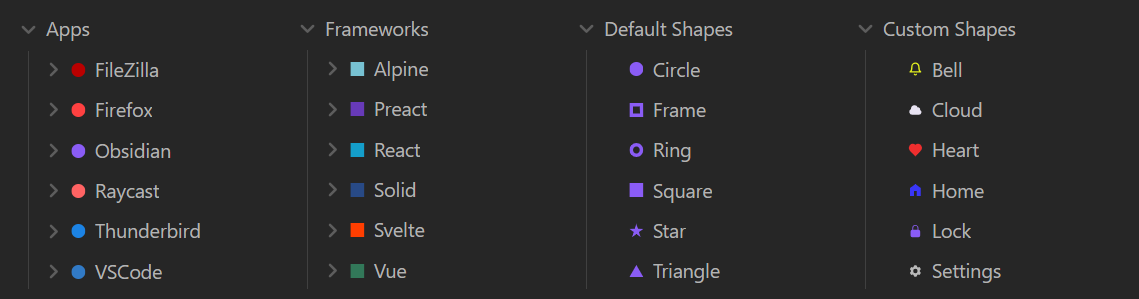 Apps
FileZilla
Firefox
Obsidian
Raycast
Thunderbird
VSCode
Frameworks
Alpine
Preact
React
Solid
Svelte
Vue
Default Shapes
Circle
Frame
Ring
Square
Star
Triangle
Custom Shapes
Bell
Cloud
Heart
Home
Lock
Settings